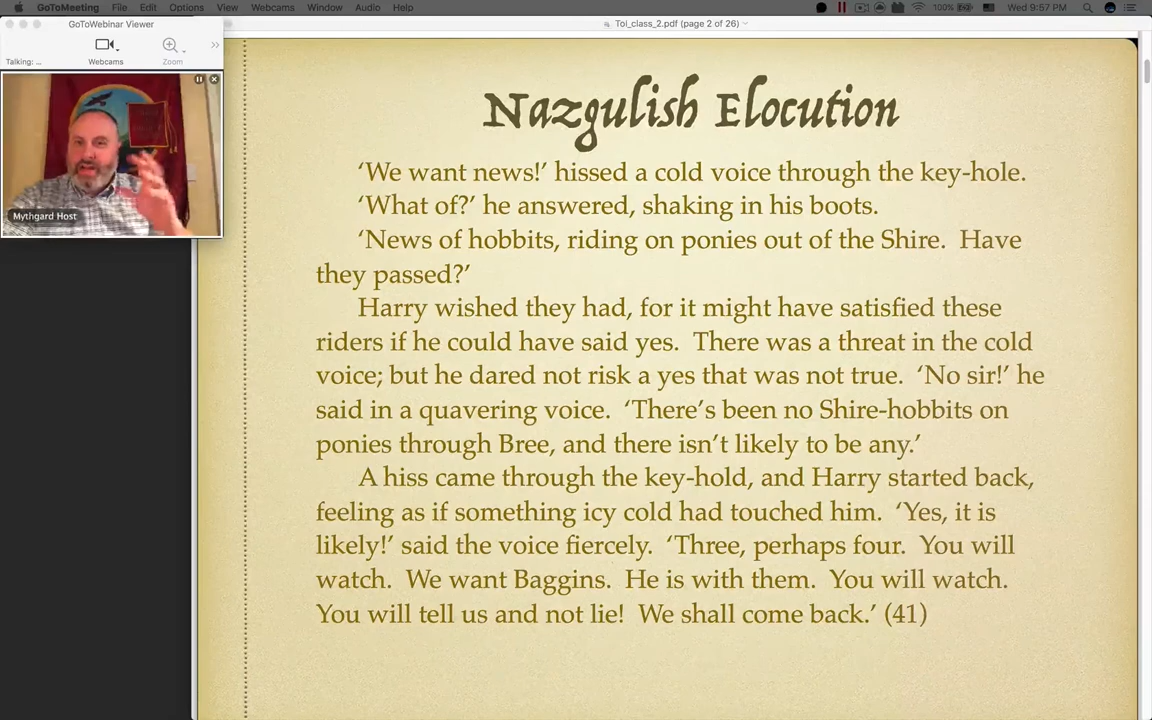 GoToMeeting File Edit Options View Webcams Window Audio Help 100% Wed 9:57 PM
GoToWebinar Viewer
ToI_class_2.pdf (page 2 of 26)
Talking: ...
Webcams
Zoom
Mythgard Host
Nazgulish Elocution
‘We want news!’ hissed a cold voice through the key-hole.
‘What of?’ he answered, shaking in his boots.
‘News of hobbits, riding on ponies out of the Shire. Have
they passed?’
Harry wished they had, for it might have satisfied these
riders if he could have said yes. There was a threat in the cold
voice; but he dared not risk a yes that was not true. ‘No sir!’ he
said in a quavering voice. ‘There’s been no Shire-hobbits on
ponies through Bree, and there isn’t likely to be any.’
A hiss came through the key-hold, and Harry started back,
feeling as if something icy cold had touched him. ‘Yes, it is
likely!’ said the voice fiercely. ‘Three, perhaps four. You will
watch. We want Baggins. He is with them. You will watch.
You will tell us and not lie! We shall come back.’ (41)